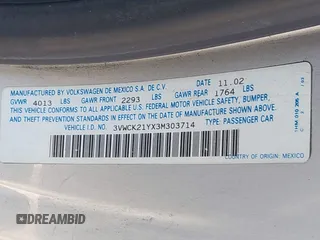 MANUFACTURED BY VOLKSWAGEN DE MEXICO S.A. DE C.V. 11.02
GVWR 4013 LBS GAWR FRONT 2293 LBS GAWR REAR 1764 LBS
THIS VEHICLE CONFORMS TO ALL APPLICABLE U.S. FEDERAL MOTOR VEHICLE SAFETY, BUMPER,
AND THEFT PREVENTION STANDARDS IN EFFECT ON THE DATE OF MANUFACTURE SHOWN ABOVE.
VEHICLE I.D. NO.: 3VWCK21YX3M303714 TYPE: PASSENGER CAR
COUNTRY OF ORIGIN: MEXICO
DREAMBID